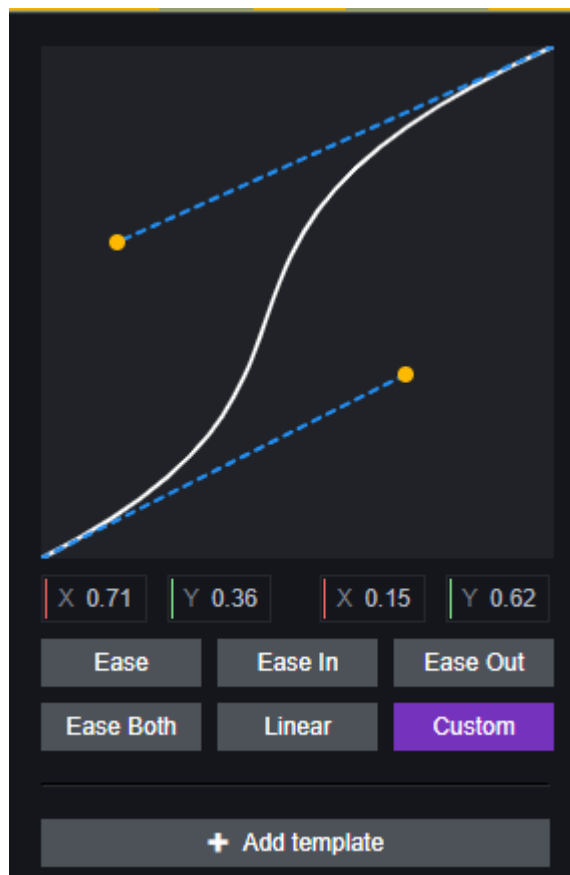 X 0.71 Y 0.36 X 0.15 Y 0.62
Ease Ease In Ease Out
Ease Both Linear Custom
+ Add template